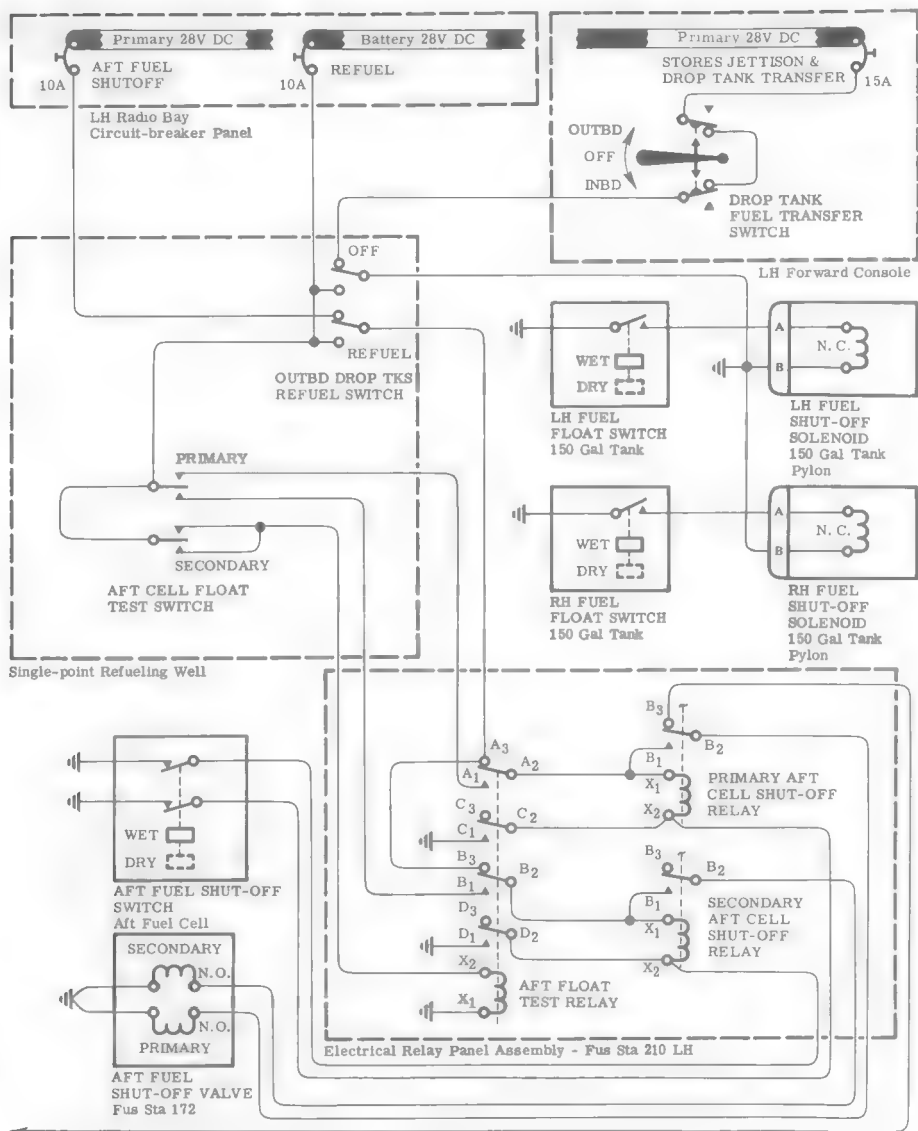 Primary 28V DC
Battery 28V DC
Primary 28V DC
10A
AFT FUEL
SHUTOFF
10A
REFUEL
STORES JETTISON &
DROP TANK TRANSFER
15A
LH Radio Bay
Circuit-breaker Panel
OUTBD
OFF
INBD
DROP TANK
FUEL TRANSFER
SWITCH
LH Forward Console
OFF
REFUEL
OUTBD DROP TKS
REFUEL SWITCH
PRIMARY
SECONDARY
AFT CELL FLOAT
TEST SWITCH
Single-point Refueling Well
WET
DRY
LH FUEL
FLOAT SWITCH
150 Gal Tank
A
B
N. C.
LH FUEL
SHUT-OFF
SOLENOID
150 Gal Tank
Pylon
WET
DRY
RH FUEL
FLOAT SWITCH
150 Gal Tank
A
B
N. C.
RH FUEL
SHUT-OFF
SOLENOID
150 Gal Tank
Pylon
A3
A1
A2
C3
C1
C2
B3
B1
B2
D3
D1
D2
X2
X1
AFT FLOAT
TEST RELAY
B3
B2
B1
X1
X2
PRIMARY AFT
CELL SHUT-OFF
RELAY
B3
B2
B1
X1
X2
SECONDARY
AFT CELL
SHUT-OFF
RELAY
Electrical Relay Panel Assembly - Fus Sta 210 LH
WET
DRY
AFT FUEL SHUT-OFF
SWITCH
Aft Fuel Cell
SECONDARY
N.O.
N.O.
PRIMARY
AFT FUEL
SHUT-OFF VALVE
Fus Sta 172